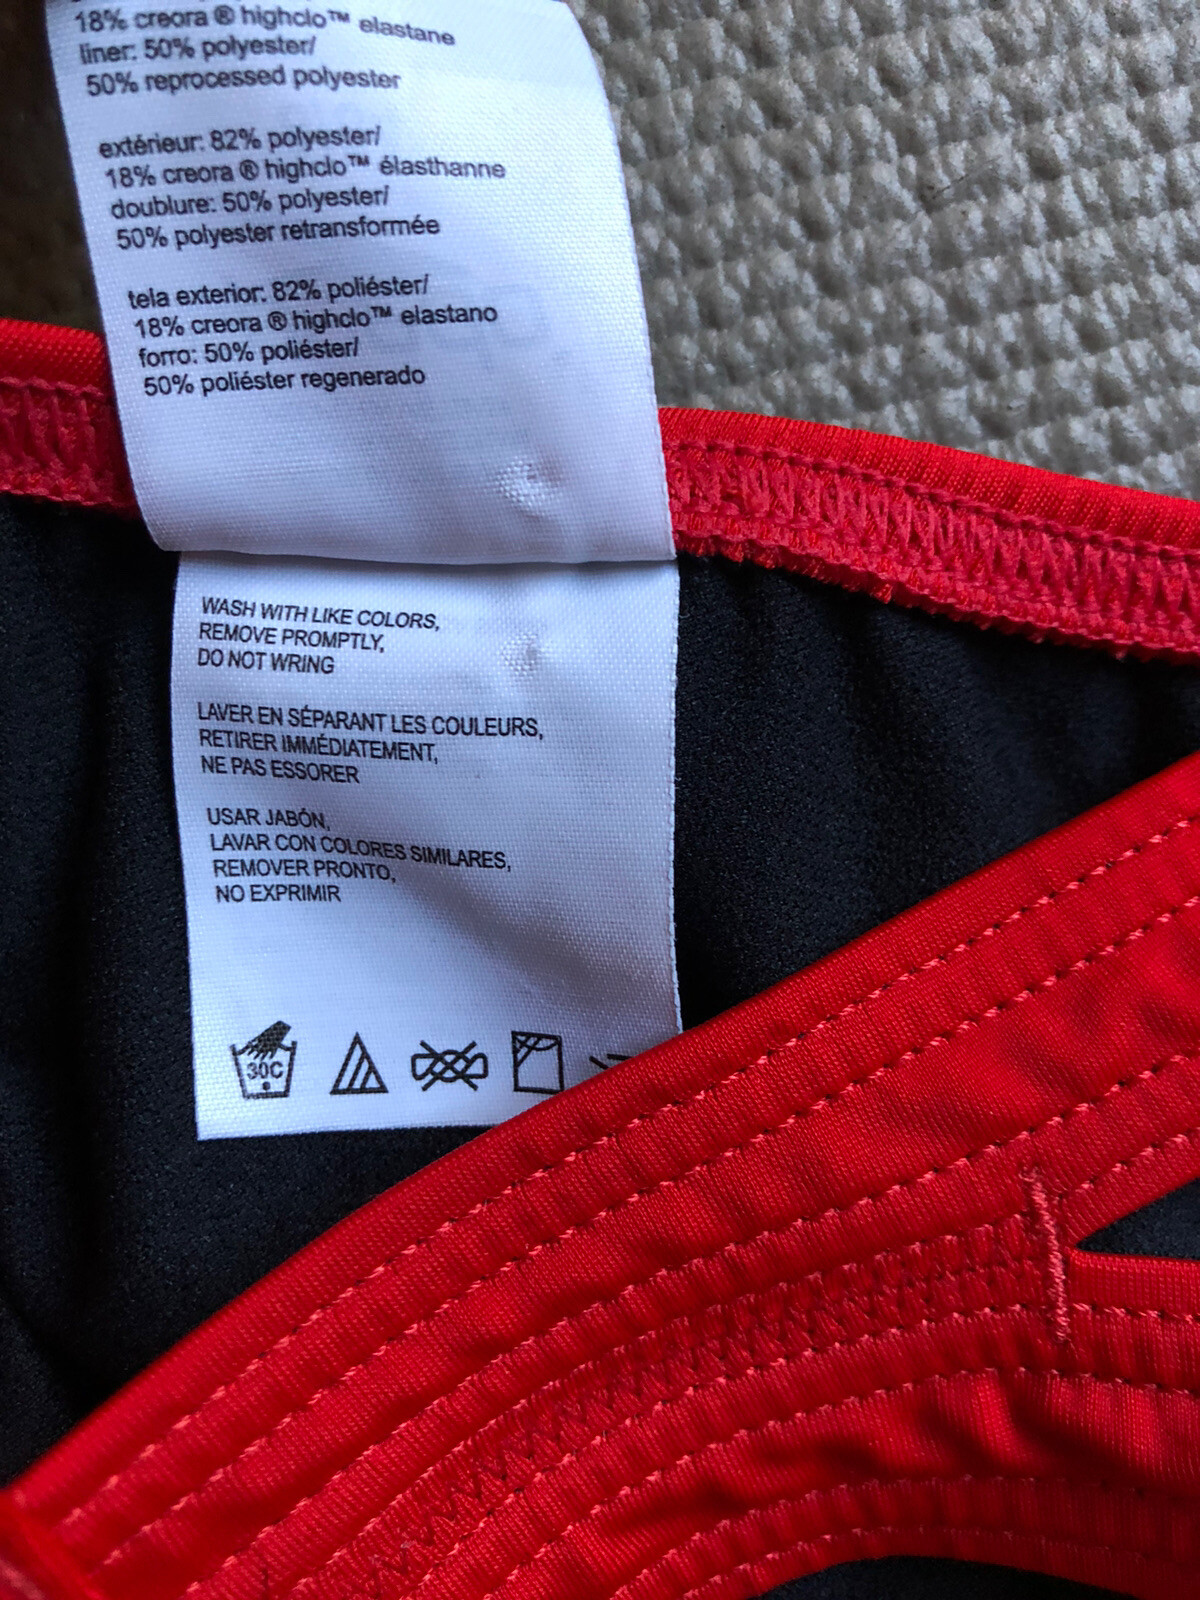 18% creora ® highclo™ elastane
liner: 50% polyester/
50% reprocessed polyester
extérieur: 82% polyester/
18% creora ® highclo™ élasthanne
doublure: 50% polyester/
50% polyester retransformée
tela exterior: 82% poliéster/
18% creora ® highclo™ elastano
forro: 50% poliéster/
50% poliéster regenerado
WASH WITH LIKE COLORS,
REMOVE PROMPTLY,
DO NOT WRING
LAVER EN SÉPARANT LES COULEURS,
RETIRER IMMÉDIATEMENT,
NE PAS ESSORER
USAR JABÓN,
LAVAR CON COLORES SIMILARES,
REMOVER PRONTO,
NO EXPRIMIR
30C